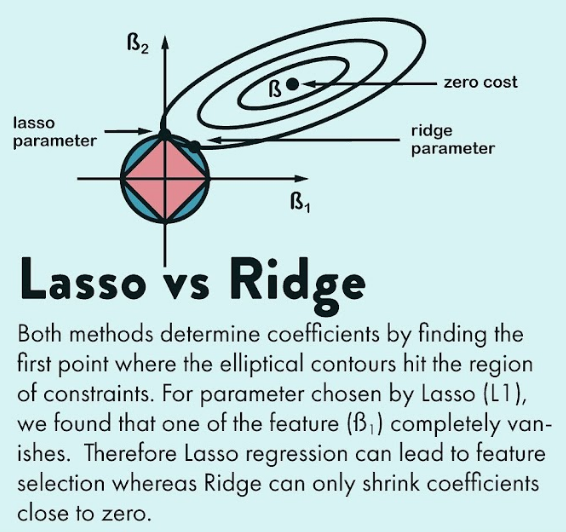 ß₂
ß
zero cost
lasso
parameter
ridge
parameter
ß₁
Lasso vs Ridge
Both methods determine coefficients by finding the
first point where the elliptical contours hit the region
of constraints. For parameter chosen by Lasso (L1),
we found that one of the feature (ß₁) completely van-
ishes. Therefore Lasso regression can lead to feature
selection whereas Ridge can only shrink coefficients
close to zero.